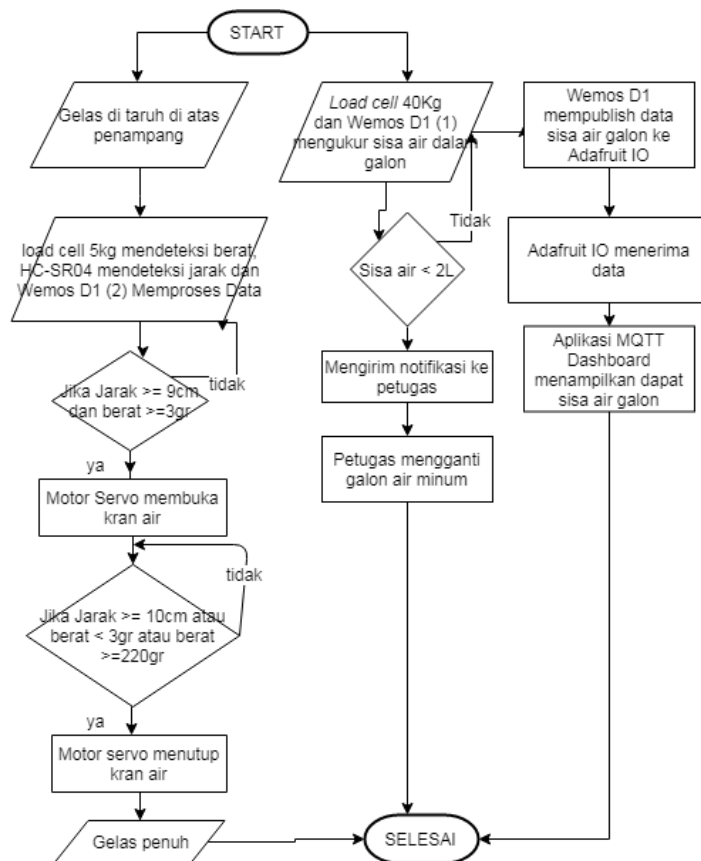 START
Gelas di taruh di atas
penampang
load cell 5kg mendeteksi berat,
HC-SR04 mendeteksi jarak dan
Wemos D1 (2) Memproses Data
tidak
Jika Jarak >= 9cm
dan berat >=3gr
ya
Motor Servo membuka
kran air
tidak
Jika Jarak >= 10cm atau
berat < 3gr atau berat
>=220gr
ya
Motor servo menutup
kran air
Gelas penuh
Load cell 40Kg
dan Wemos D1 (1)
mengukur sisa air dalam
galon
Tidak
Sisa air < 2L
Mengirim notifikasi ke
petugas
Petugas mengganti
galon air minum
Wemos D1
mempublish data
sisa air galon ke
Adafruit IO
Adafruit IO menerima
data
Aplikasi MQTT
Dashboard
menampilkan dapat
sisa air galon
SELESAI